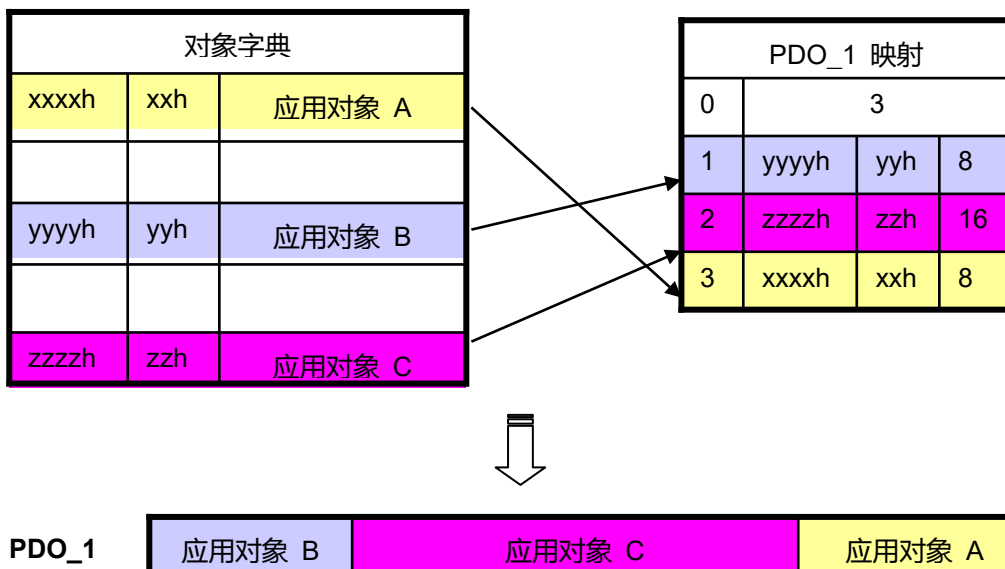 对象字典
xxxxh xxh 应用对象 A
yyyyh yyh 应用对象 B
zzzzh zzh 应用对象 C
PDO_1 映射
0 3
1 yyyyh yyh 8
2 zzzzh zzh 16
3 xxxxh xxh 8
PDO_1 应用对象 B 应用对象 C 应用对象 A